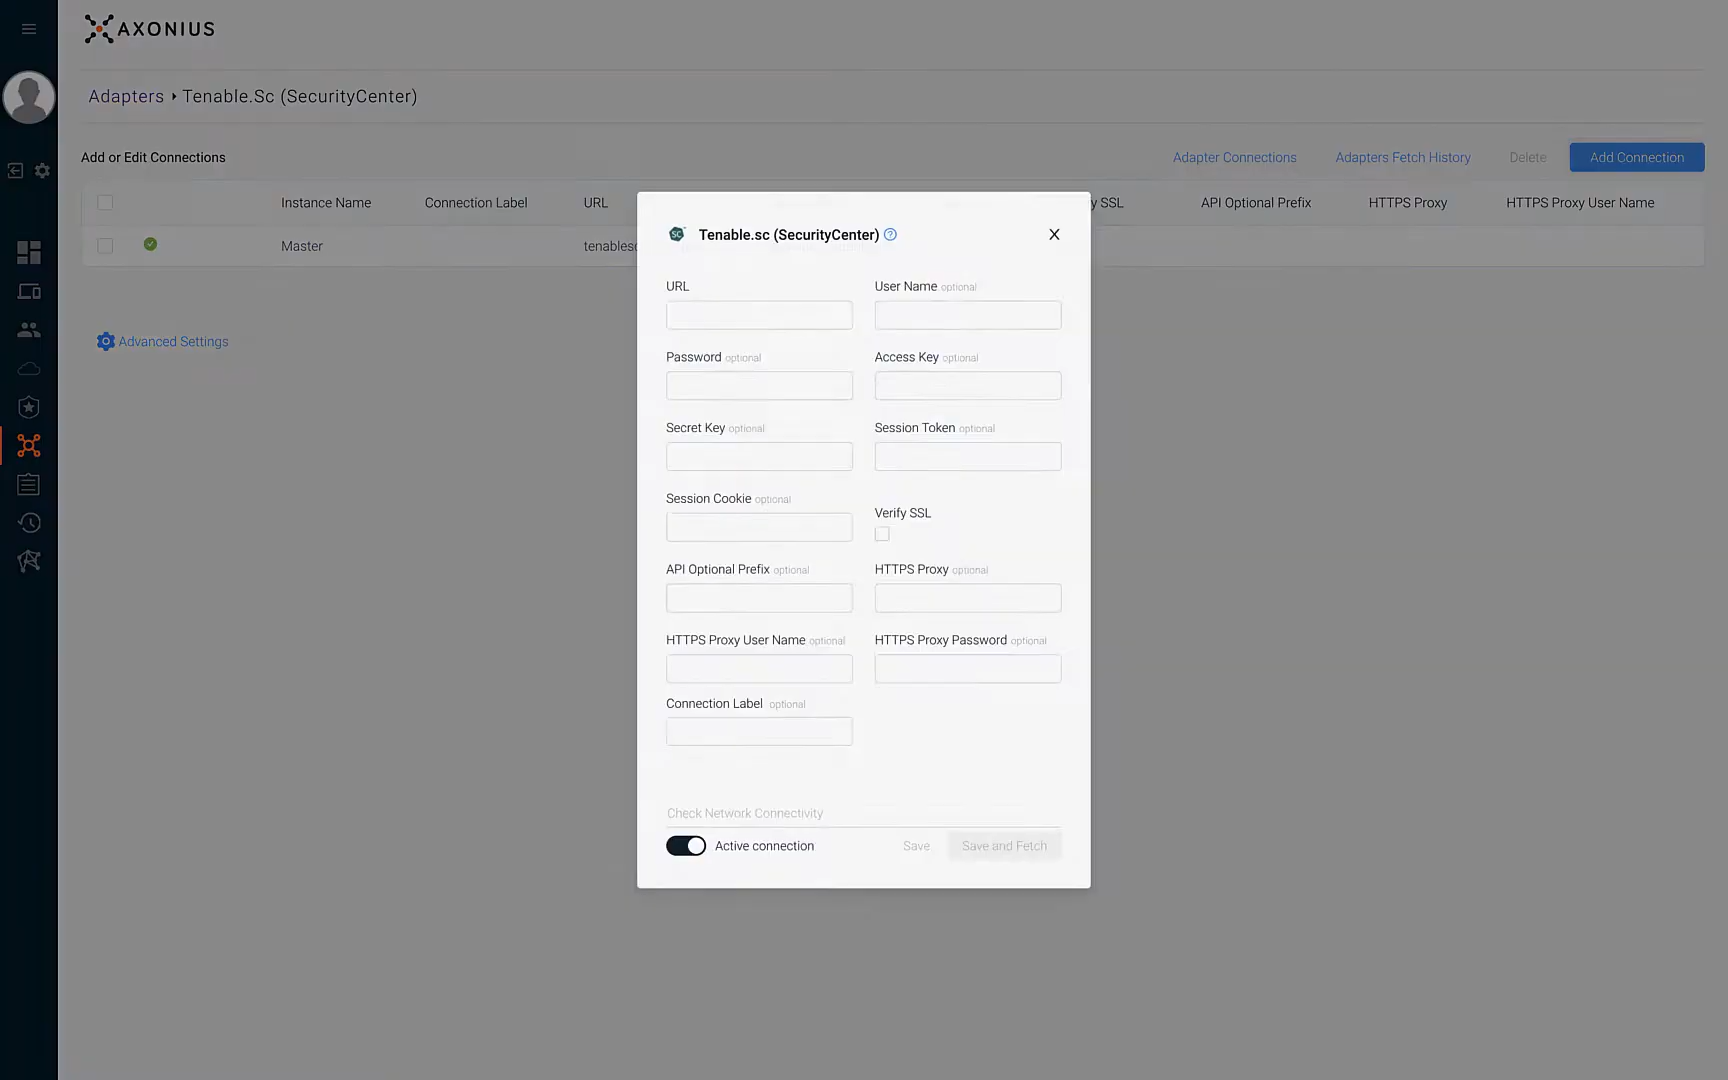 AXONIUS
Adapters ▸ Tenable.Sc (SecurityCenter)
Add or Edit Connections
Adapter Connections
Adapters Fetch History
Delete
Add Connection
Instance Name
Connection Label
URL
y SSL
API Optional Prefix
HTTPS Proxy
HTTPS Proxy User Name
Master
tenablesc
Advanced Settings
SC
Tenable.sc (SecurityCenter) ?
X
URL
User Name optional
Password optional
Access Key optional
Secret Key optional
Session Token optional
Session Cookie optional
Verify SSL
API Optional Prefix optional
HTTPS Proxy optional
HTTPS Proxy User Name optional
HTTPS Proxy Password optional
Connection Label optional
Check Network Connectivity
Active connection
Save
Save and Fetch